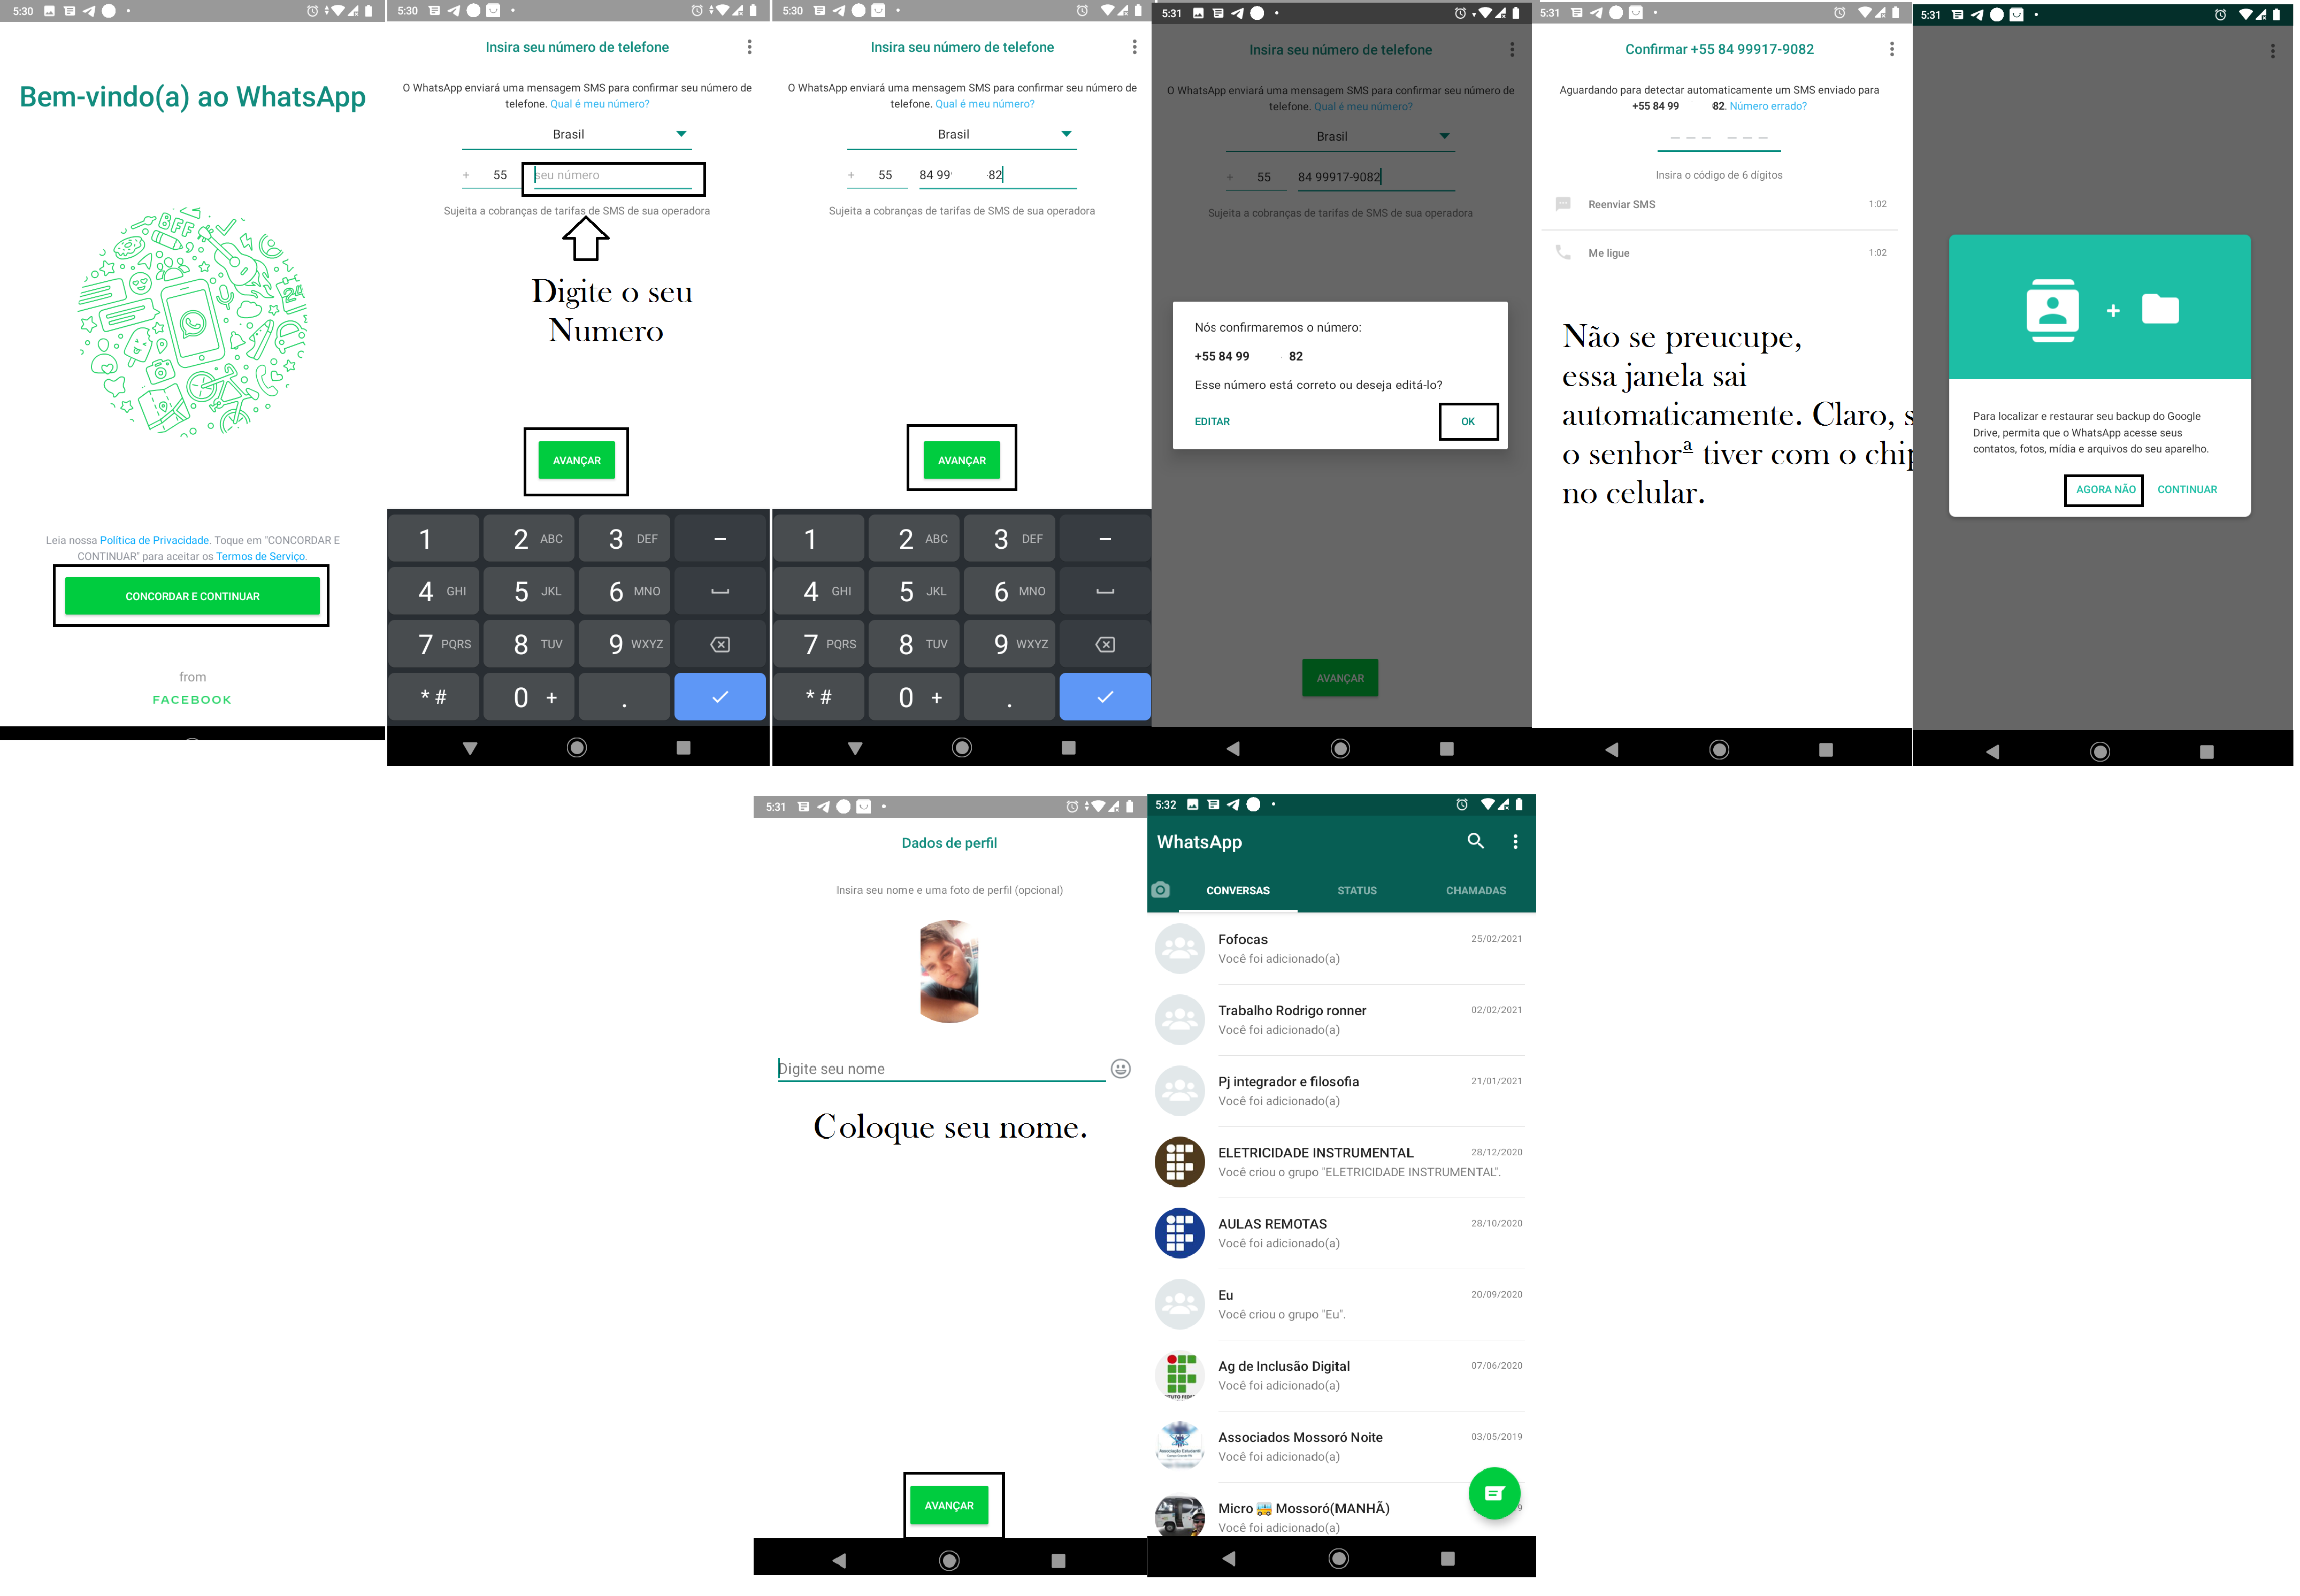 5:30
Bem-vindo(a) ao WhatsApp
Leia nossa Política de Privacidade. Toque em "CONCORDAR E
CONTINUAR" para aceitar os Termos de Serviço.
CONCORDAR E CONTINUAR
from
FACEBOOK
5:30
Insira seu número de telefone
O WhatsApp enviará uma mensagem SMS para confirmar seu número de
telefone. Qual é meu número?
Brasil
+ 55 seu número
Sujeita a cobranças de tarifas de SMS de sua operadora
Digite o seu
Numero
AVANÇAR
1 2 ABC 3 DEF -
4 GHI 5 JKL 6 MNO
7 PQRS 8 TUV 9 WXYZ
* # 0 + .
5:30
Insira seu número de telefone
O WhatsApp enviará uma mensagem SMS para confirmar seu número de
telefone. Qual é meu número?
Brasil
+ 55 84 99 -82
Sujeita a cobranças de tarifas de SMS de sua operadora
AVANÇAR
1 2 ABC 3 DEF -
4 GHI 5 JKL 6 MNO
7 PQRS 8 TUV 9 WXYZ
* # 0 + .
5:31
Insira seu número de telefone
O WhatsApp enviará uma mensagem SMS para confirmar seu número de
telefone. Qual é meu número?
Brasil
+ 55 84 99917-9082
Sujeita a cobranças de tarifas de SMS de sua operadora
Nós confirmaremos o número:
+55 84 99 82
Esse número está correto ou deseja editá-lo?
EDITAR OK
AVANÇAR
5:31
Confirmar +55 84 99917-9082
Aguardando para detectar automaticamente um SMS enviado para
+55 84 99 82. Número errado?
Insira o código de 6 dígitos
Reenviar SMS 1:02
Me ligue 1:02
Não se preucupe,
essa janela sai
automaticamente. Claro, s
o senhorª tiver com o chip
no celular.
5:31
Para localizar e restaurar seu backup do Google
Drive, permita que o WhatsApp acesse seus
contatos, fotos, mídia e arquivos do seu aparelho.
AGORA NÃO CONTINUAR
5:31
Dados de perfil
Insira seu nome e uma foto de perfil (opcional)
Digite seu nome
Coloque seu nome.
AVANÇAR
5:32
WhatsApp
CONVERSAS STATUS CHAMADAS
Fofocas 25/02/2021
Você foi adicionado(a)
Trabalho Rodrigo ronner 02/02/2021
Você foi adicionado(a)
Pj integrador e filosofia 21/01/2021
Você foi adicionado(a)
ELETRICIDADE INSTRUMENTAL 28/12/2020
Você criou o grupo "ELETRICIDADE INSTRUMENTAL".
AULAS REMOTAS 28/10/2020
Você foi adicionado(a)
Eu 20/09/2020
Você criou o grupo "Eu".
Ag de Inclusão Digital 07/06/2020
Você foi adicionado(a)
Associados Mossoró Noite 03/05/2019
Você foi adicionado(a)
Micro 🚌 Mossoró(MANHÃ)
Você foi adicionado(a)